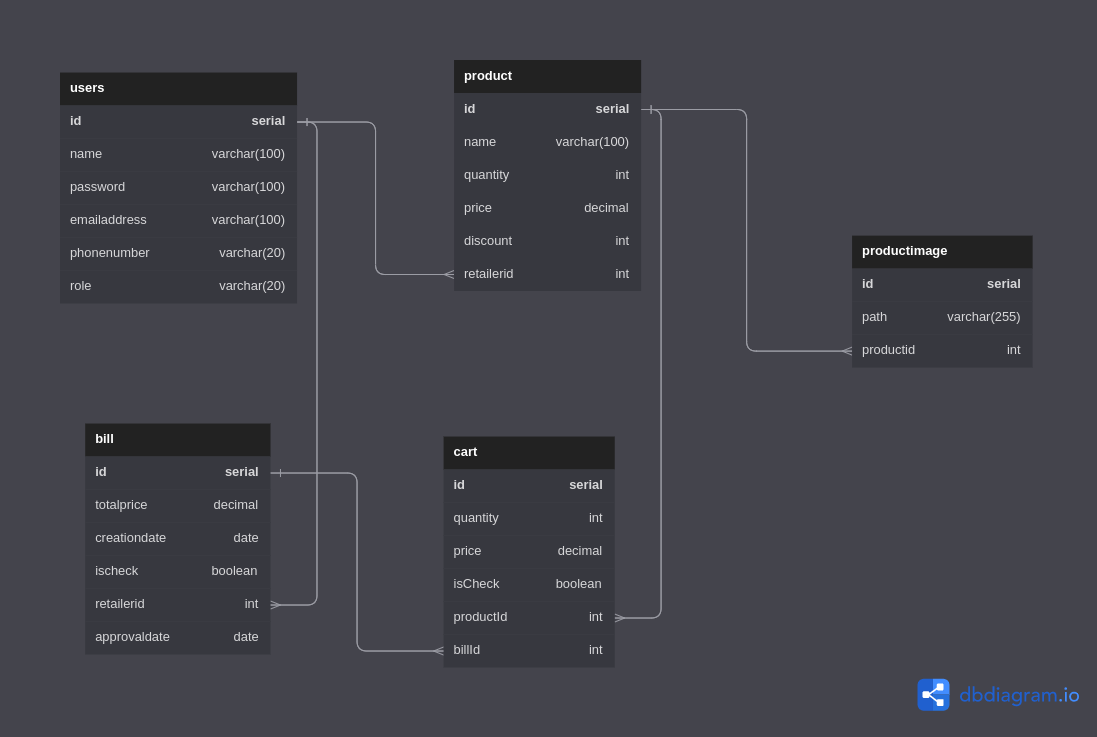 users
id serial
name varchar(100)
password varchar(100)
emailaddress varchar(100)
phonenumber varchar(20)
role varchar(20)
product
id serial
name varchar(100)
quantity int
price decimal
discount int
retailerid int
productimage
id serial
path varchar(255)
productid int
bill
id serial
totalprice decimal
creationdate date
ischeck boolean
retailerid int
approvaldate date
cart
id serial
quantity int
price decimal
isCheck boolean
productId int
billId int
dbdiagram.io